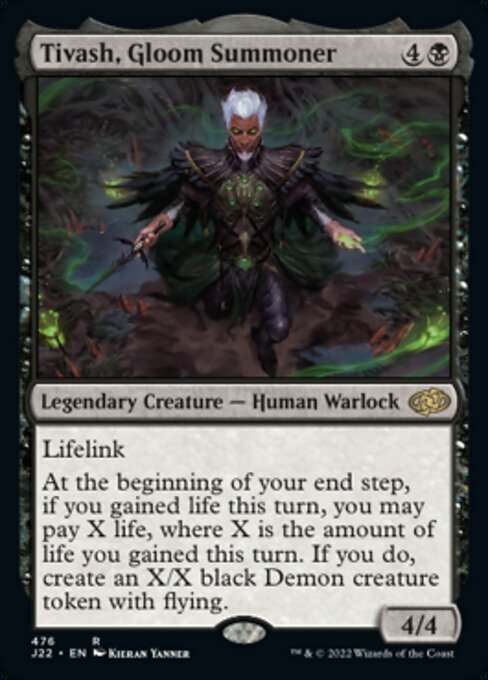 Tivash, Gloom Summoner 4
Legendary Creature — Human Warlock
Lifelink
At the beginning of your end step,
if you gained life this turn, you may
pay X life, where X is the amount of
life you gained this turn. If you do,
create an X/X black Demon creature
token with flying.
4/4
476 R
J22 • EN Kieran Yanner
™ & © 2022 Wizards of the Coast